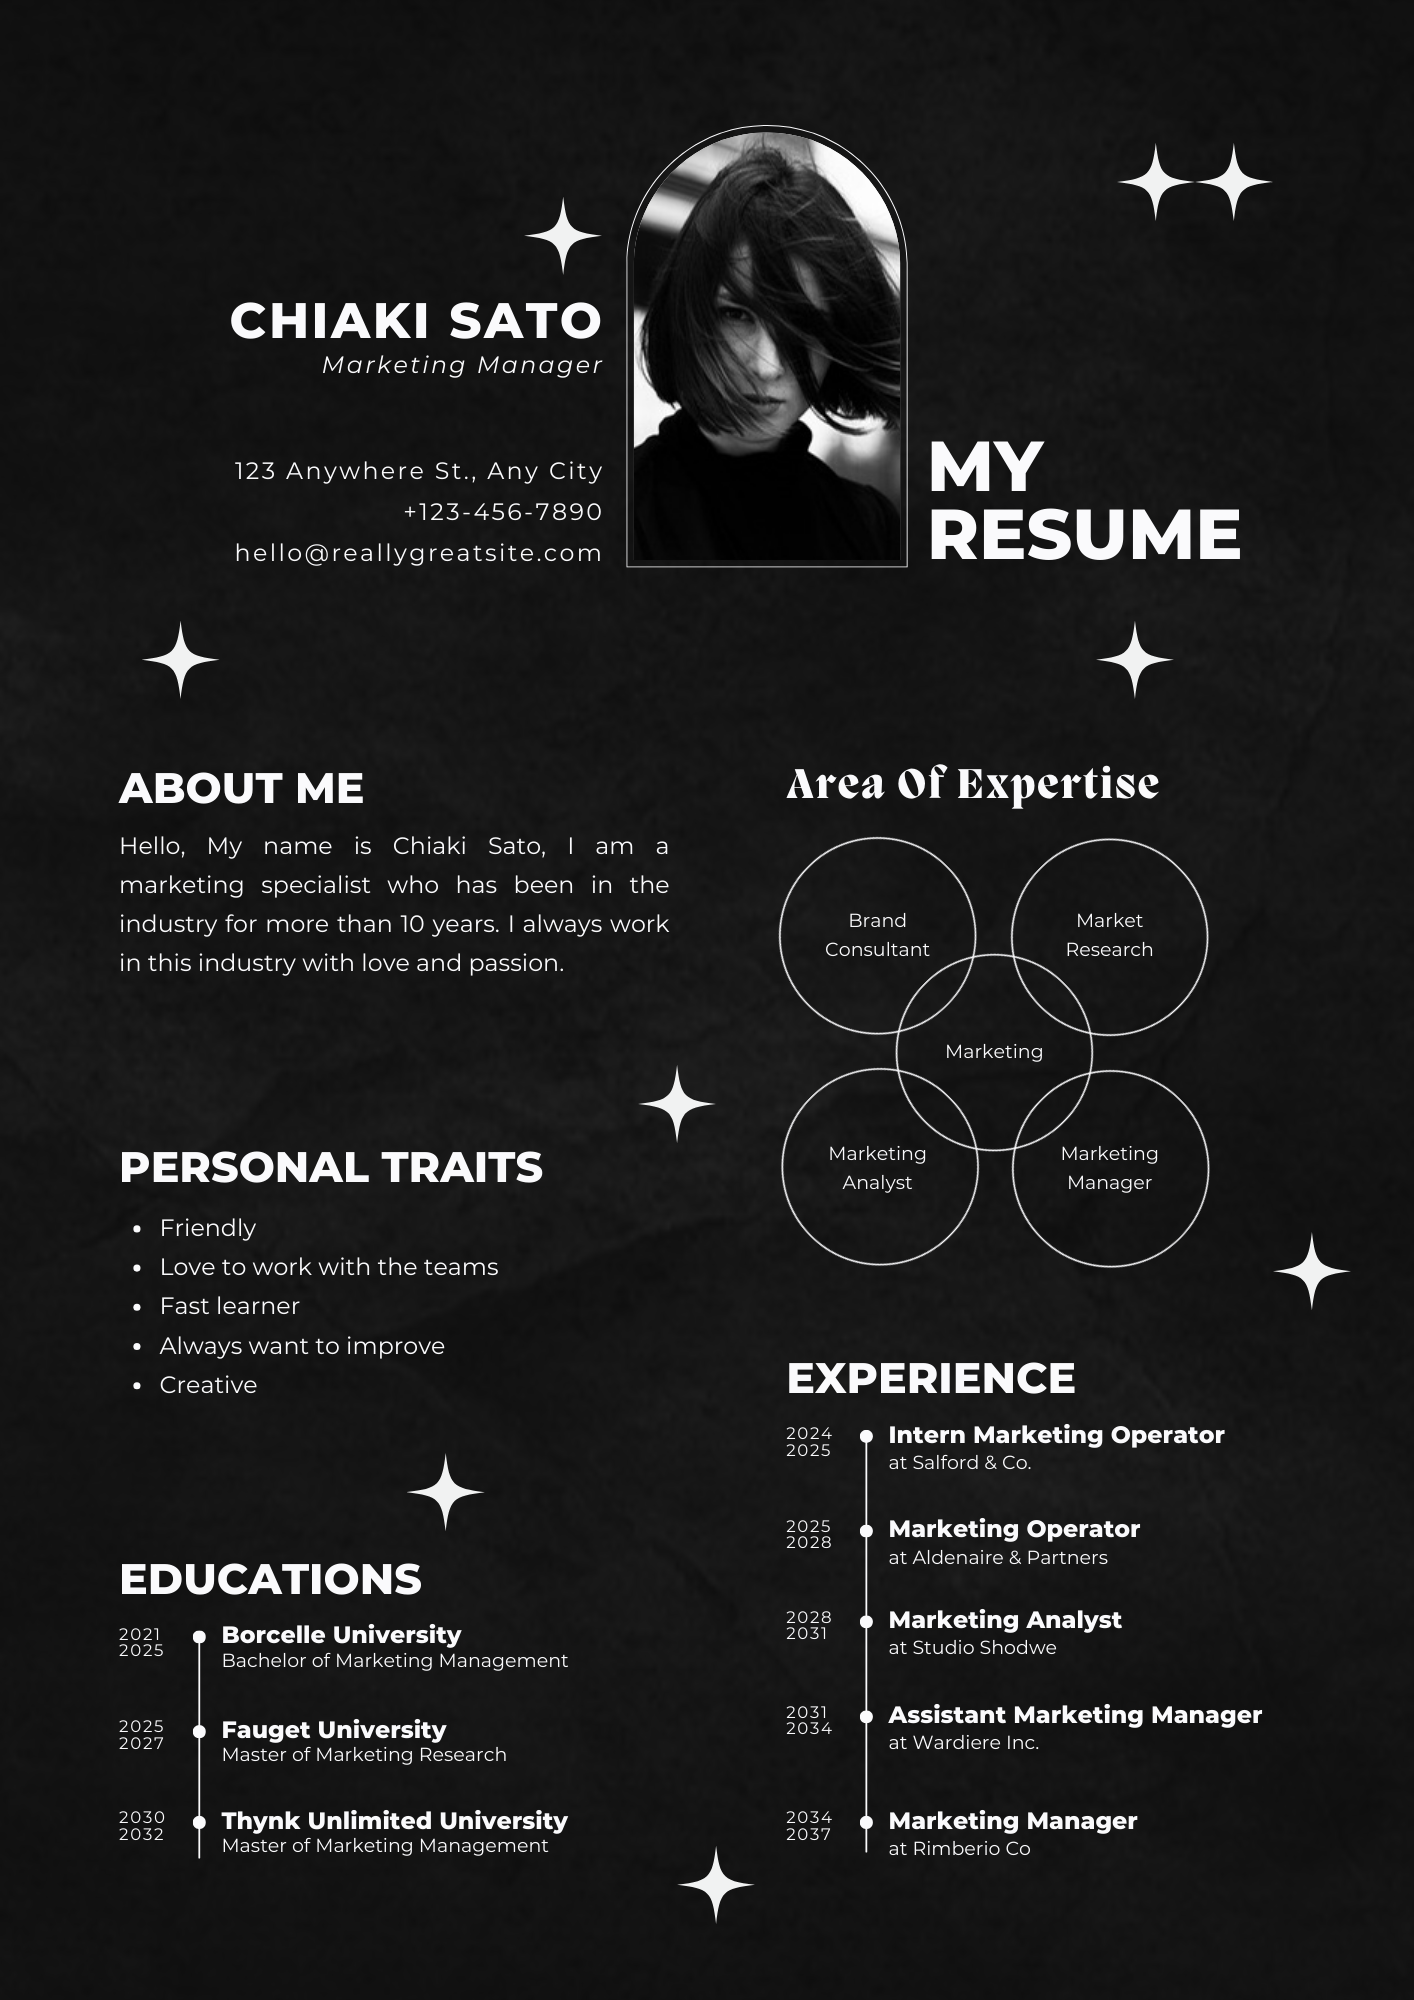 CHIAKI SATO
Marketing Manager
123 Anywhere St., Any City
+123-456-7890
hello@reallygreatsite.com
MY
RESUME
ABOUT ME
Hello, My name is Chiaki Sato, I am a
marketing specialist who has been in the
industry for more than 10 years. I always work
in this industry with love and passion.
PERSONAL TRAITS
• Friendly
• Love to work with the teams
• Fast learner
• Always want to improve
• Creative
EDUCATIONS
2021
2025
Borcelle University
Bachelor of Marketing Management
2025
2027
Fauget University
Master of Marketing Research
2030
2032
Thynk Unlimited University
Master of Marketing Management
Area Of Expertise
Brand
Consultant
Market
Research
Marketing
Marketing
Analyst
Marketing
Manager
EXPERIENCE
2024
2025
Intern Marketing Operator
at Salford & Co.
2025
2028
Marketing Operator
at Aldenaire & Partners
2028
2031
Marketing Analyst
at Studio Shodwe
2031
2034
Assistant Marketing Manager
at Wardiere Inc.
2034
2037
Marketing Manager
at Rimberio Co